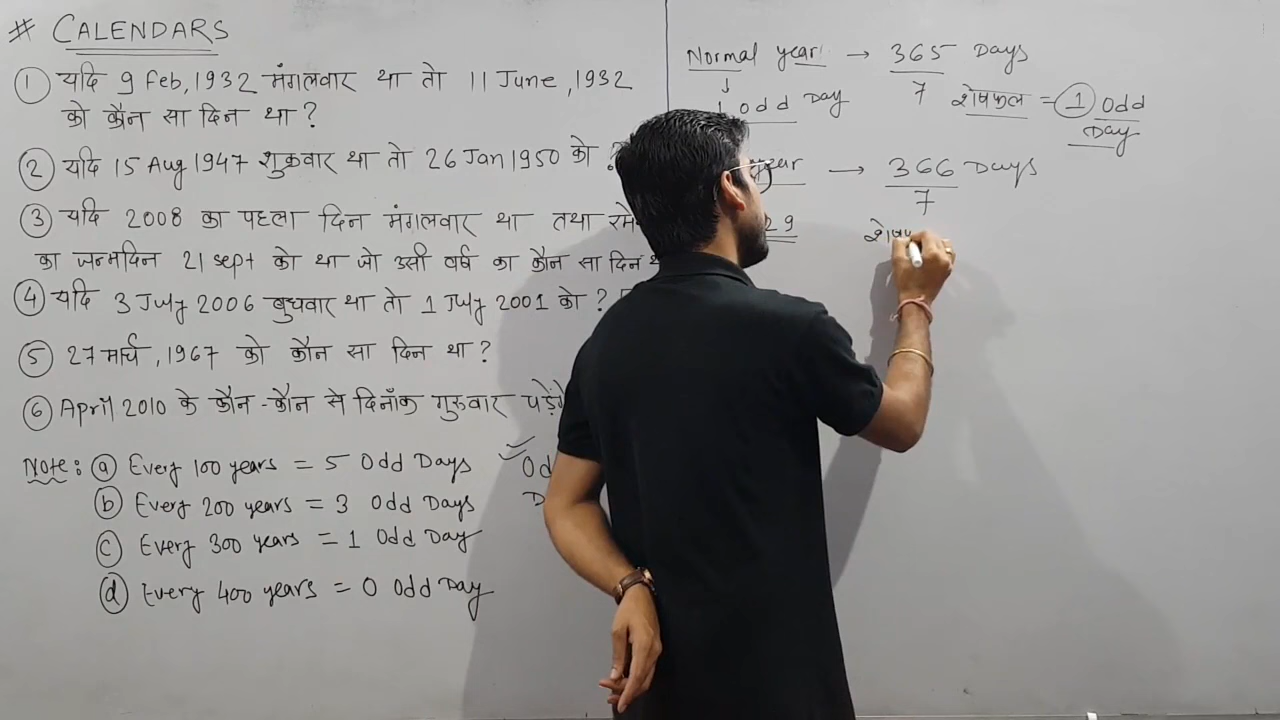 # CALENDARS
① यदि 9 Feb, 1932 मंगलवार था तो 11 June, 1932
को कौन सा दिन था ?
② यदि 15 Aug 1947 शुक्रवार था तो 26 Jan 1950 को ?
③ यदि 2008 का पहला दिन मंगलवार था तथा
का जन्मदिन 21 sept को था जो उसी वर्ष का कौन सा दिन
④ यदि 3 July 2006 बुधवार था तो 1 July 2001 को ?
⑤ 27 मार्च, 1967 को कौन सा दिन था ?
⑥ April 2010 के कौन - कौन से दिनाँक गुरुवार पड़ेंगे
Note: ⓐ Every 100 years = 5 Odd Days
ⓑ Every 200 years = 3 Odd Days
ⓒ Every 300 years = 1 Odd Day
ⓓ Every 400 years = 0 Odd Day
Normal year → 365 Days
7 शेषफल = ① Odd Day
↓
1 Odd Day
year → 366 Days
7
29